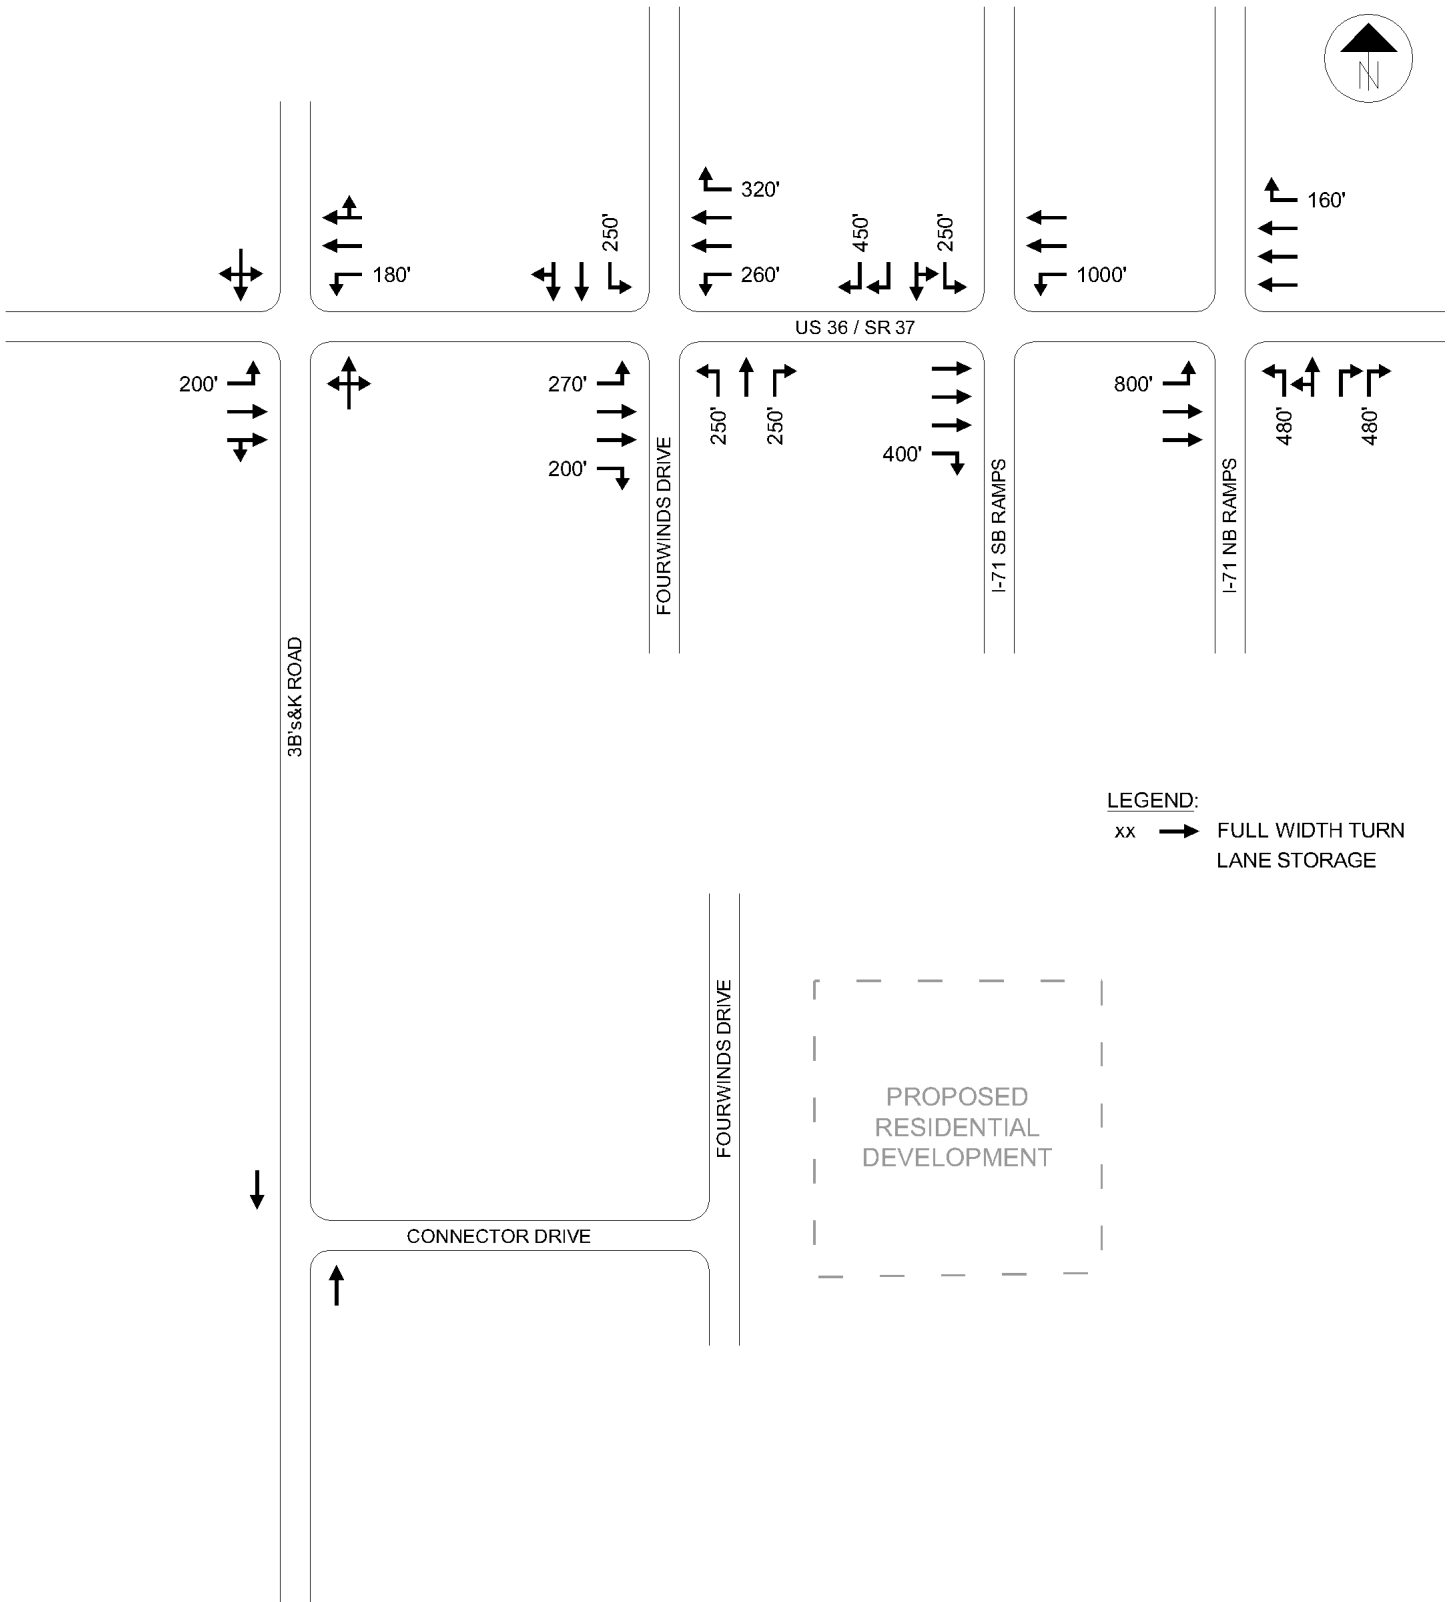 N
320'
160'
250'
450'
250'
180'
260'
1000'
US 36 / SR 37
200'
270'
800'
250'
250'
480'
480'
200'
400'
FOURWINDS DRIVE
I-71 SB RAMPS
I-71 NB RAMPS
3B's&K ROAD
LEGEND:
xx FULL WIDTH TURN
LANE STORAGE
FOURWINDS DRIVE
PROPOSED
RESIDENTIAL
DEVELOPMENT
CONNECTOR DRIVE